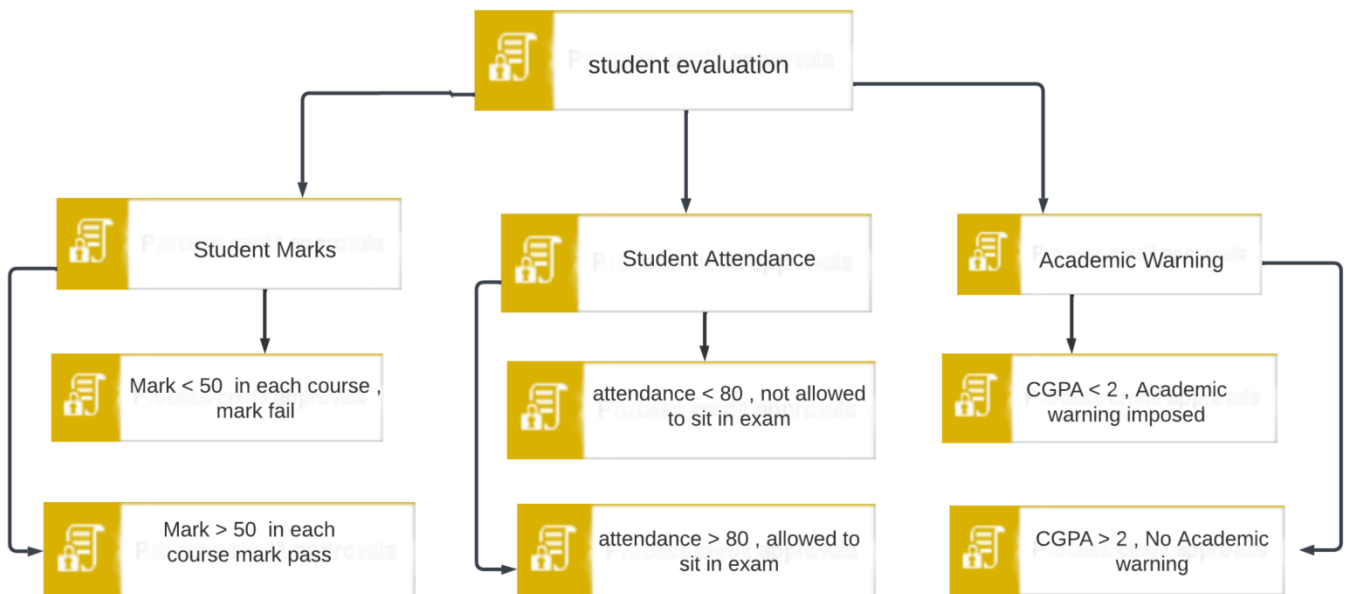 student evaluation
Student Marks
Student Attendance
Academic Warning
Mark < 50 in each course ,
mark fail
attendance < 80 , not allowed
to sit in exam
CGPA < 2 , Academic
warning imposed
Mark > 50 in each
course mark pass
attendance > 80 , allowed to
sit in exam
CGPA > 2 , No Academic
warning